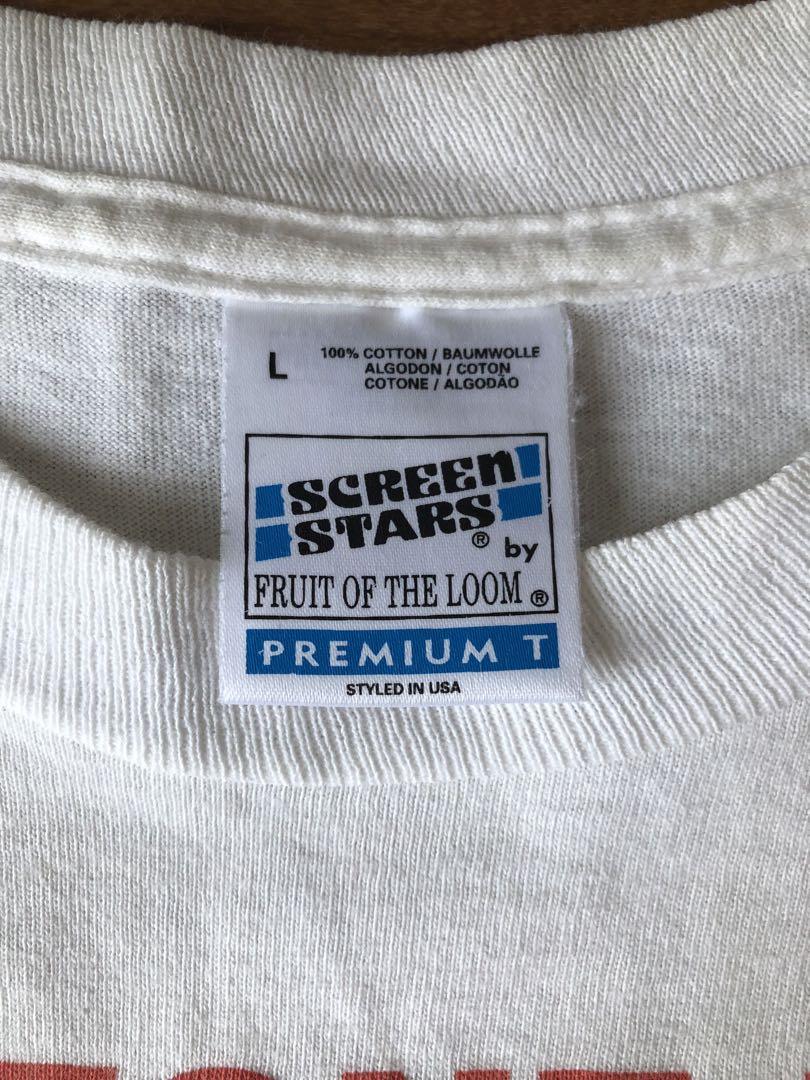 L
100% COTTON / BAUMWOLLE
ALGODON / COTON
COTONE / ALGODÃO
SCREEN
STARS ®
by
FRUIT OF THE LOOM ®
PREMIUM T
STYLED IN USA